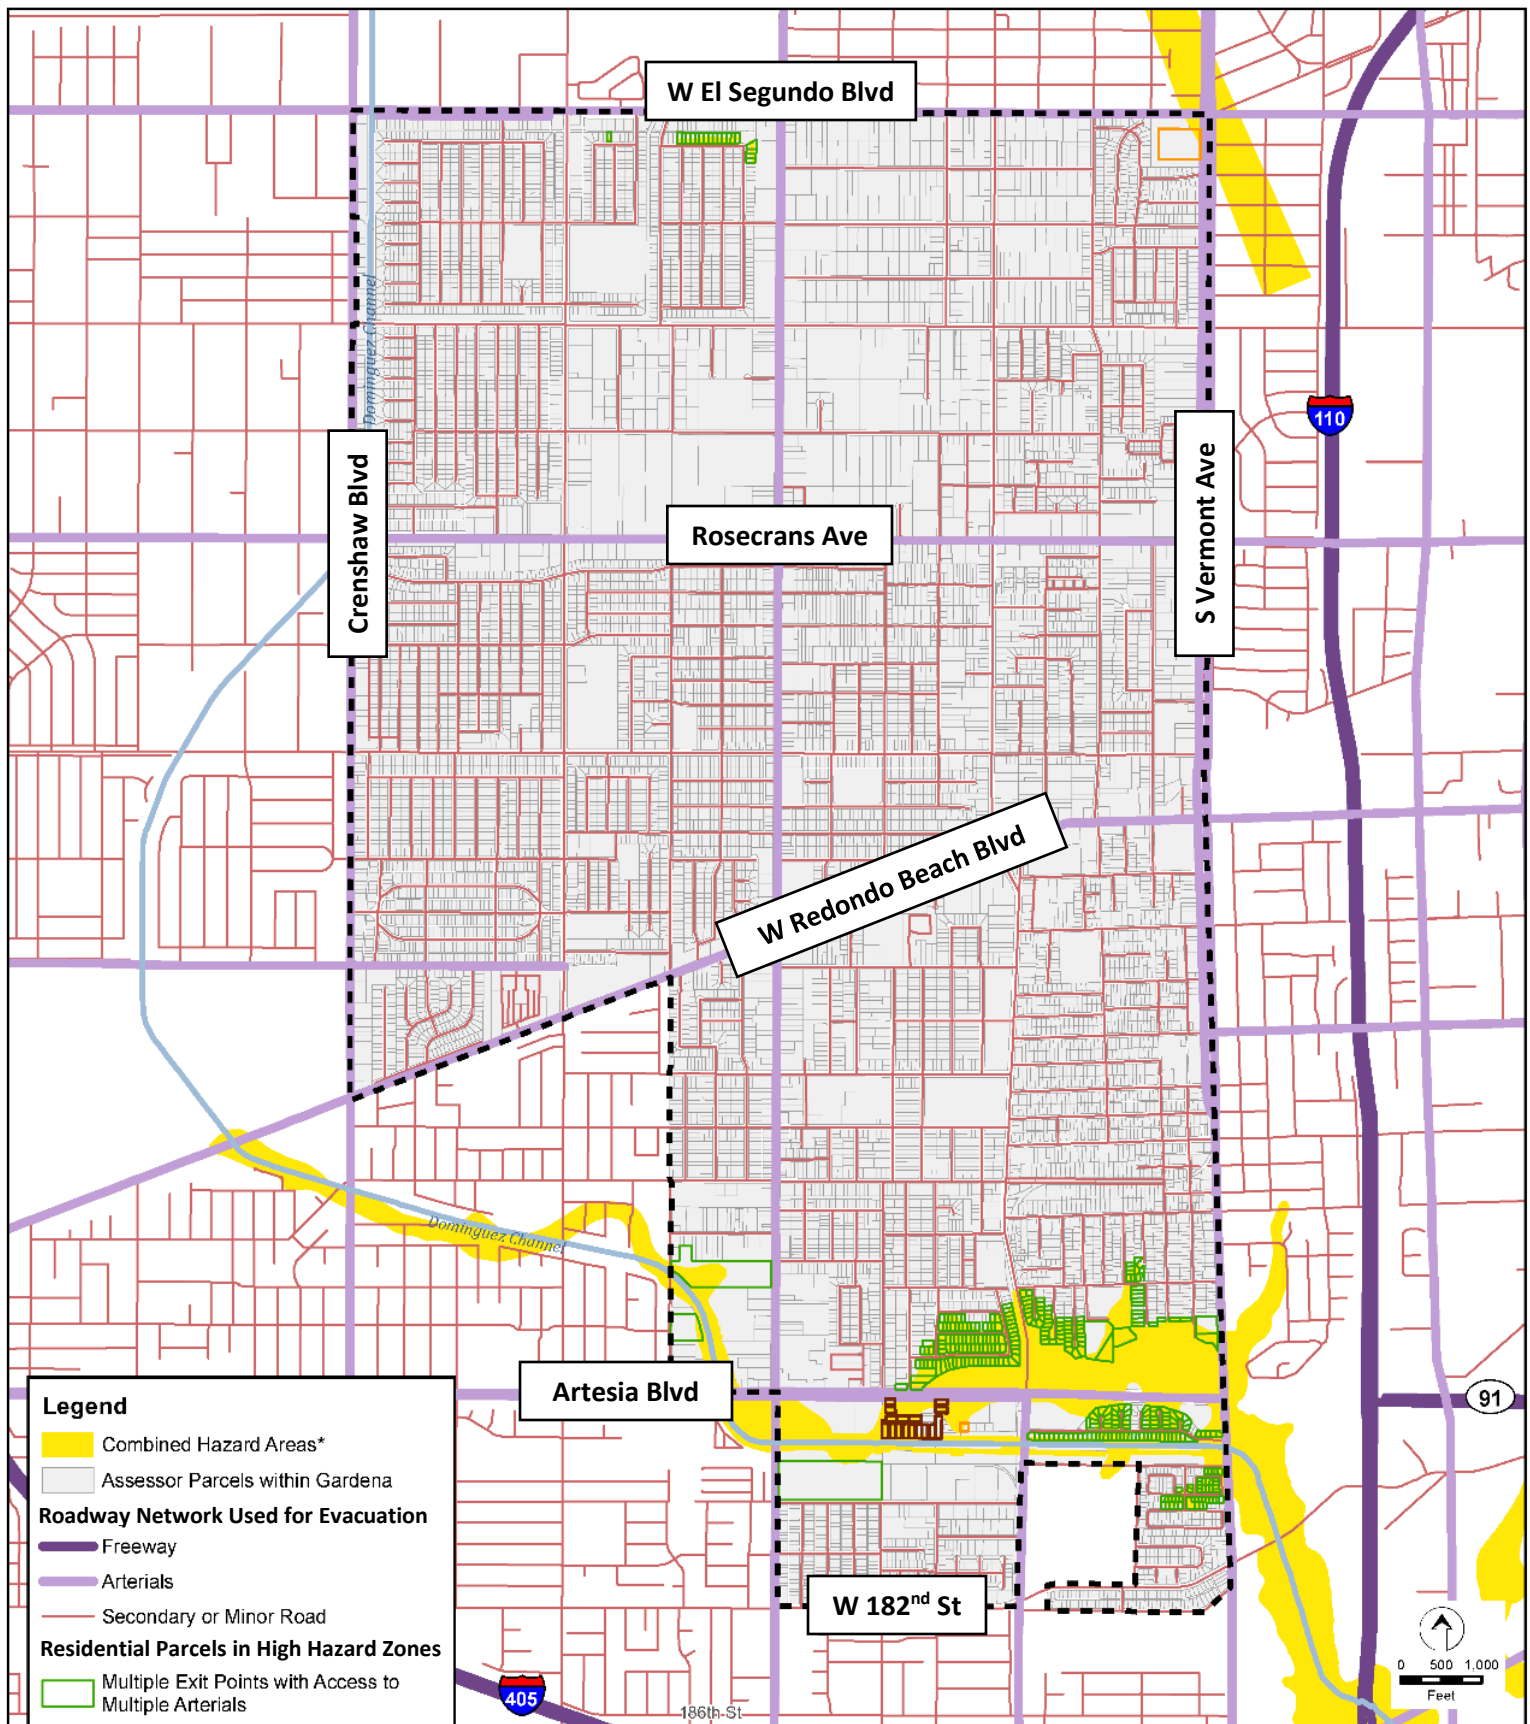 W El Segundo Blvd
Dominguez Channel
110
Crenshaw Blvd
Rosecrans Ave
S Vermont Ave
W Redondo Beach Blvd
Dominguez Channel
Artesia Blvd
91
Legend
Combined Hazard Areas*
Assessor Parcels within Gardena
Roadway Network Used for Evacuation
Freeway
Arterials
Secondary or Minor Road
Residential Parcels in High Hazard Zones
Multiple Exit Points with Access to
Multiple Arterials
W 182nd St
405
186th St
0 500 1,000
Feet